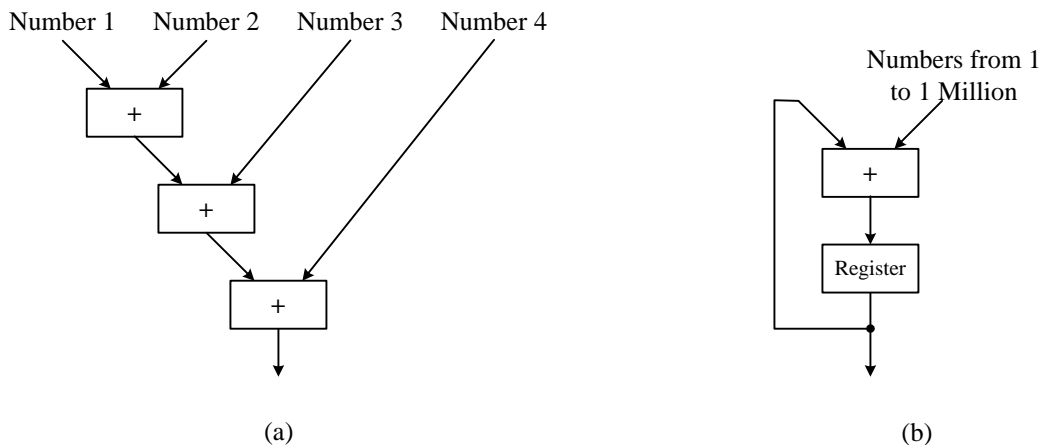 Number 1 Number 2 Number 3 Number 4
+
+
+
(a)
Numbers from 1
to 1 Million
+
Register
(b)